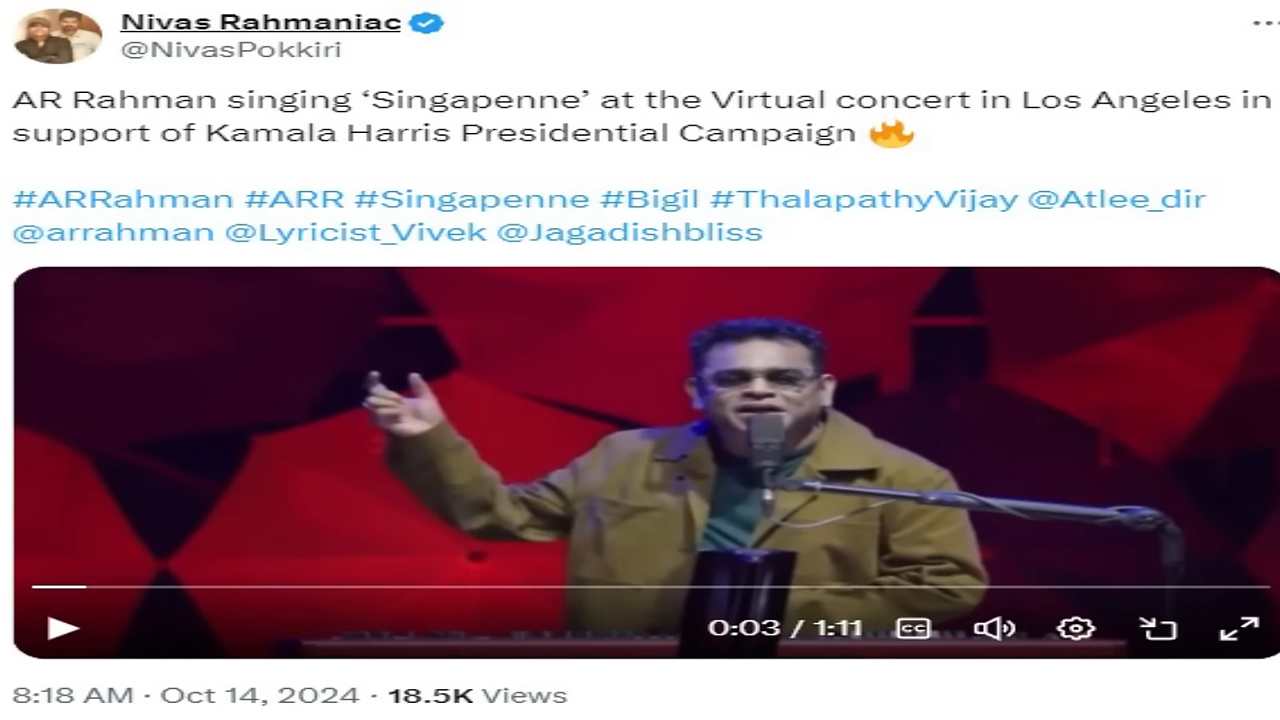 Nivas Rahmaniac
@NivasPokkiri
AR Rahman singing ‘Singapenne’ at the Virtual concert in Los Angeles in
support of Kamala Harris Presidential Campaign 🔥
#ARRahman #ARR #Singapenne #Bigil #ThalapathyVijay @Atlee_dir
@arrahman @Lyricist_Vivek @Jagadishbliss
0:03 / 1:11 CC
8:18 AM · Oct 14, 2024 · 18.5K Views